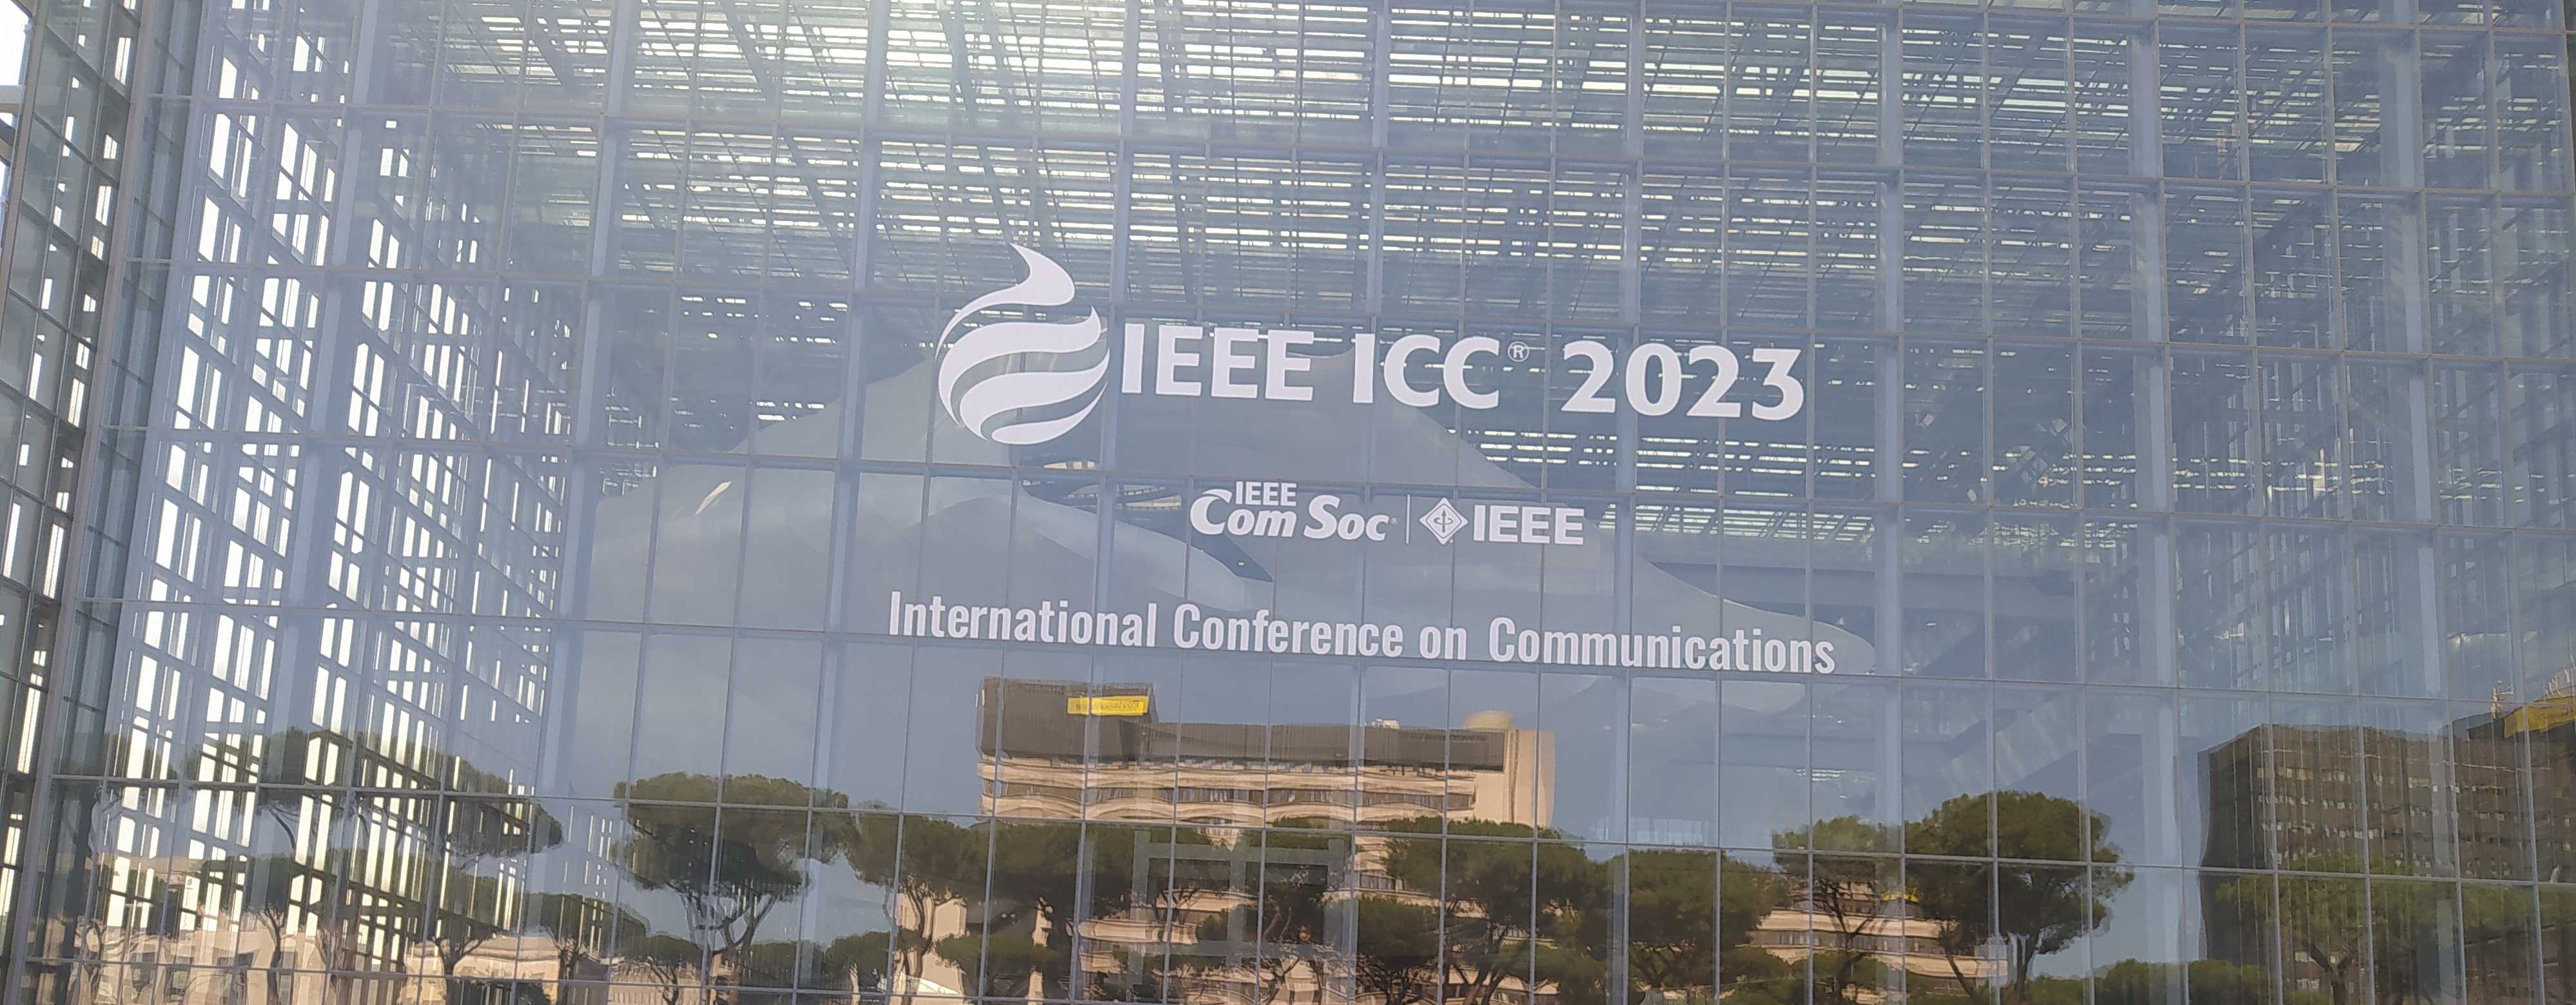 IEEE ICC® 2023
IEEE
Com Soc® | IEEE
International Conference on Communications